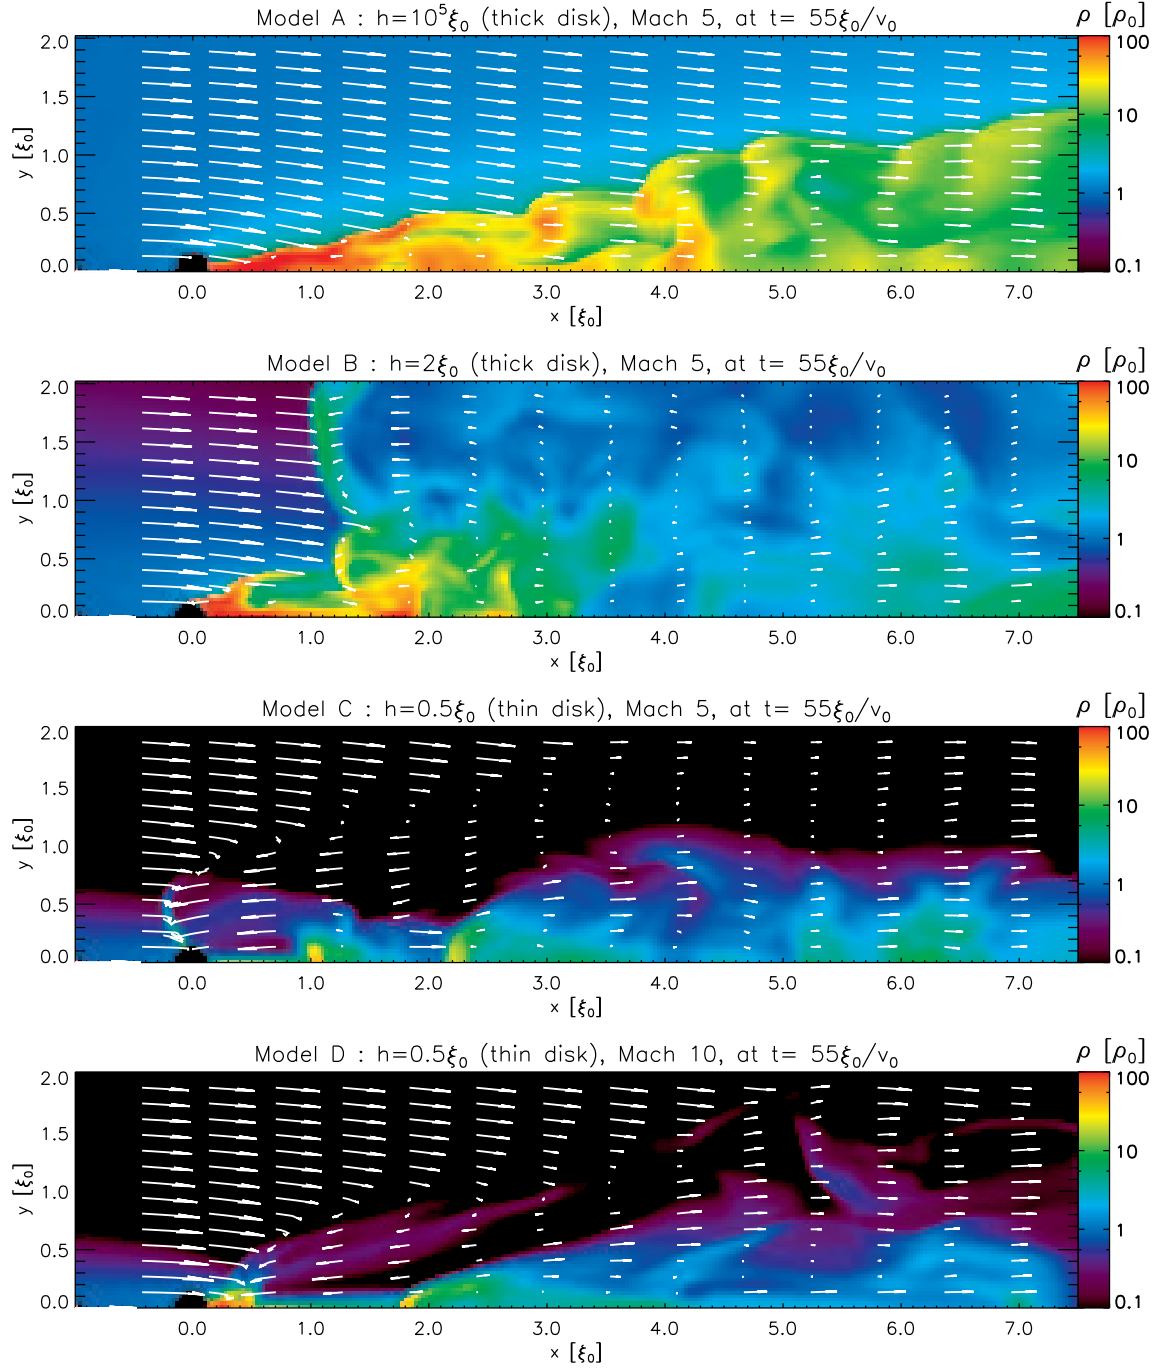 Model A : h=10⁵ξ₀ (thick disk), Mach 5, at t= 55ξ₀/v₀
ρ [ρ₀]
2.0
1.5
1.0
0.5
0.0
y [ξ₀]
100
10
1
0.1
0.0 1.0 2.0 3.0 4.0 5.0 6.0 7.0
x [ξ₀]
Model B : h=2ξ₀ (thick disk), Mach 5, at t= 55ξ₀/v₀
ρ [ρ₀]
2.0
1.5
1.0
0.5
0.0
y [ξ₀]
100
10
1
0.1
0.0 1.0 2.0 3.0 4.0 5.0 6.0 7.0
x [ξ₀]
Model C : h=0.5ξ₀ (thin disk), Mach 5, at t= 55ξ₀/v₀
ρ [ρ₀]
2.0
1.5
1.0
0.5
0.0
y [ξ₀]
100
10
1
0.1
0.0 1.0 2.0 3.0 4.0 5.0 6.0 7.0
x [ξ₀]
Model D : h=0.5ξ₀ (thin disk), Mach 10, at t= 55ξ₀/v₀
ρ [ρ₀]
2.0
1.5
1.0
0.5
0.0
y [ξ₀]
100
10
1
0.1
0.0 1.0 2.0 3.0 4.0 5.0 6.0 7.0
x [ξ₀]